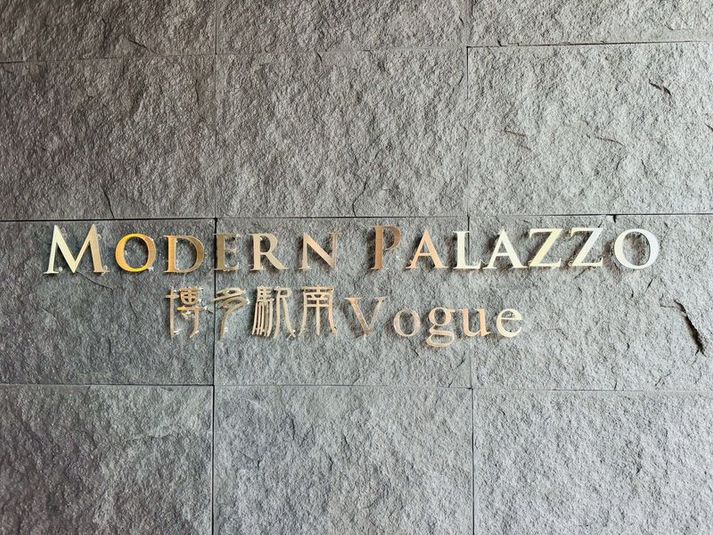 MODERN PALAZZO
博多駅南Vogue